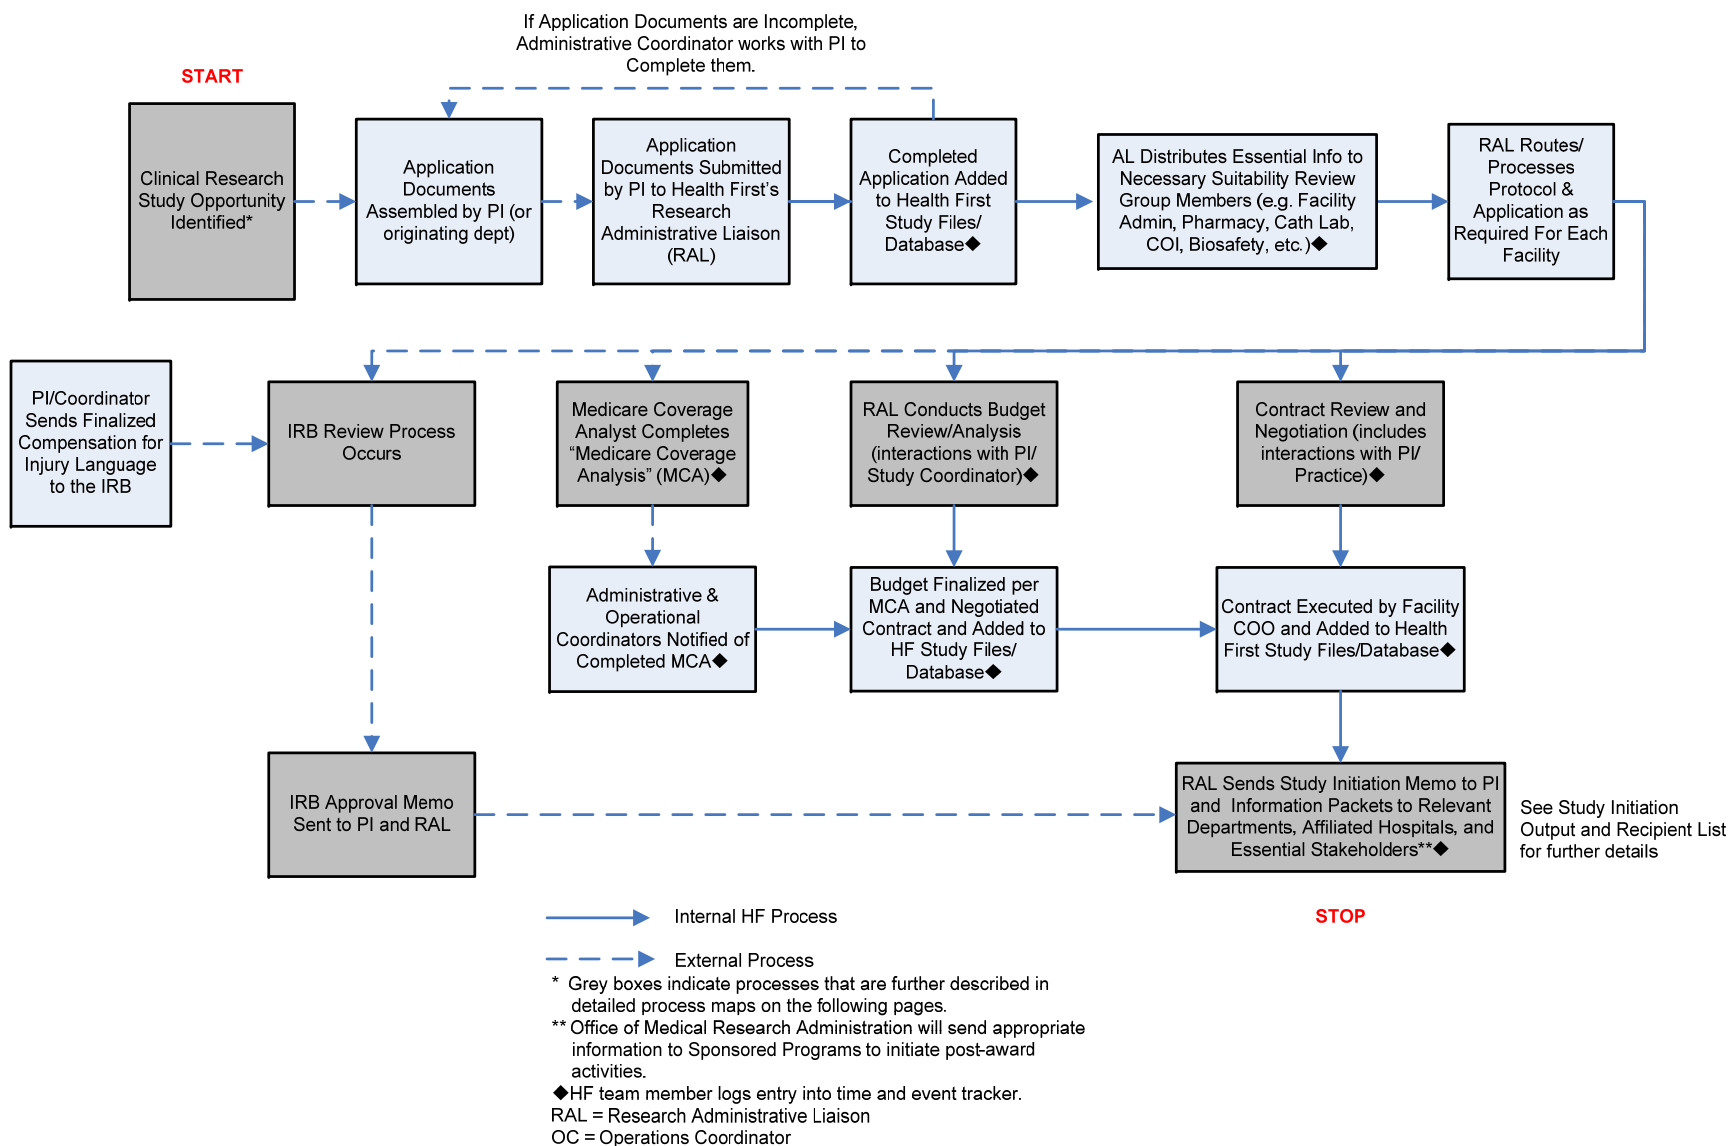 If Application Documents are Incomplete,
Administrative Coordinator works with PI to
Complete them.
START
Clinical Research
Study Opportunity
Identified*
Application
Documents
Assembled by PI (or
originating dept)
Application
Documents Submitted
by PI to Health First’s
Research
Administrative Liaison
(RAL)
Completed
Application Added
to Health First
Study Files/
Database◆
AL Distributes Essential Info to
Necessary Suitability Review
Group Members (e.g. Facility
Admin, Pharmacy, Cath Lab,
COI, Biosafety, etc.)◆
RAL Routes/
Processes
Protocol &
Application as
Required For Each
Facility
PI/Coordinator
Sends Finalized
Compensation for
Injury Language
to the IRB
IRB Review Process
Occurs
Medicare Coverage
Analyst Completes
“Medicare Coverage
Analysis” (MCA)◆
RAL Conducts Budget
Review/Analysis
(interactions with PI/
Study Coordinator)◆
Contract Review and
Negotiation (includes
interactions with PI/
Practice)◆
Administrative &
Operational
Coordinators Notified of
Completed MCA◆
Budget Finalized per
MCA and Negotiated
Contract and Added to
HF Study Files/
Database◆
Contract Executed by Facility
COO and Added to Health
First Study Files/Database◆
IRB Approval Memo
Sent to PI and RAL
RAL Sends Study Initiation Memo to PI
and Information Packets to Relevant
Departments, Affiliated Hospitals, and
Essential Stakeholders**◆
See Study Initiation
Output and Recipient List
for further details
STOP
Internal HF Process
External Process
* Grey boxes indicate processes that are further described in
detailed process maps on the following pages.
** Office of Medical Research Administration will send appropriate
information to Sponsored Programs to initiate post-award
activities.
◆HF team member logs entry into time and event tracker.
RAL = Research Administrative Liaison
OC = Operations Coordinator